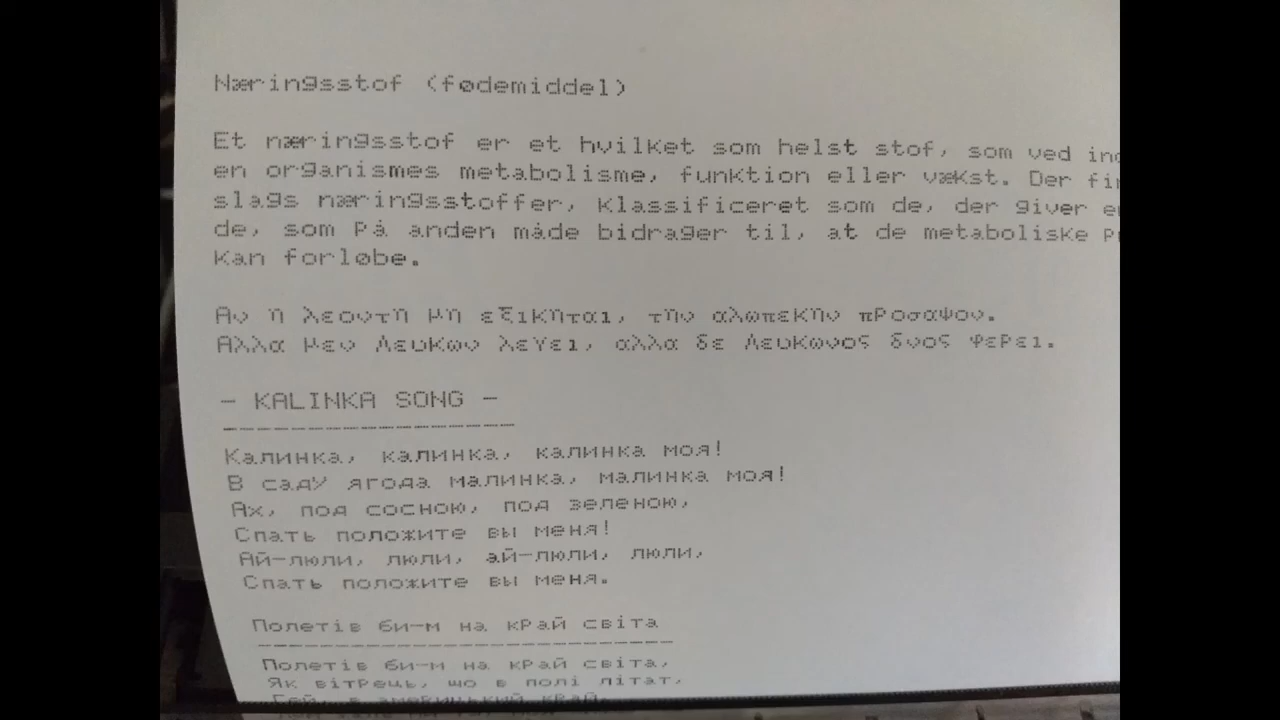 Næringsstof (fødemiddel)
Et næringsstof er et hvilket som helst stof, som ved
en organismes metabolisme, funktion eller vækst. Der
slags næringsstoffer, klassificeret som de, der giver
de, som på anden måde bidrager til, at de metaboliske
kan forløbe.
Αν η λεοντη μη εξικηται, την αλωπεκην προσαψον.
Αλλα μεν Λευκων λεγει, αλλα δε Λευκωνος δνος φερει.
- KALINKA SONG -
Калинка, калинка, калинка моя!
В саду ягода малинка, малинка моя!
Ах, под сосною, под зеленою,
Спать положите вы меня!
Ай-люли, люли, ай-люли, люли,
Спать положите вы меня.
Полетів би-м на край світа
Полетів би-м на край світа,
Як вітрець, що в полі літат,
Гей, в америцький край,